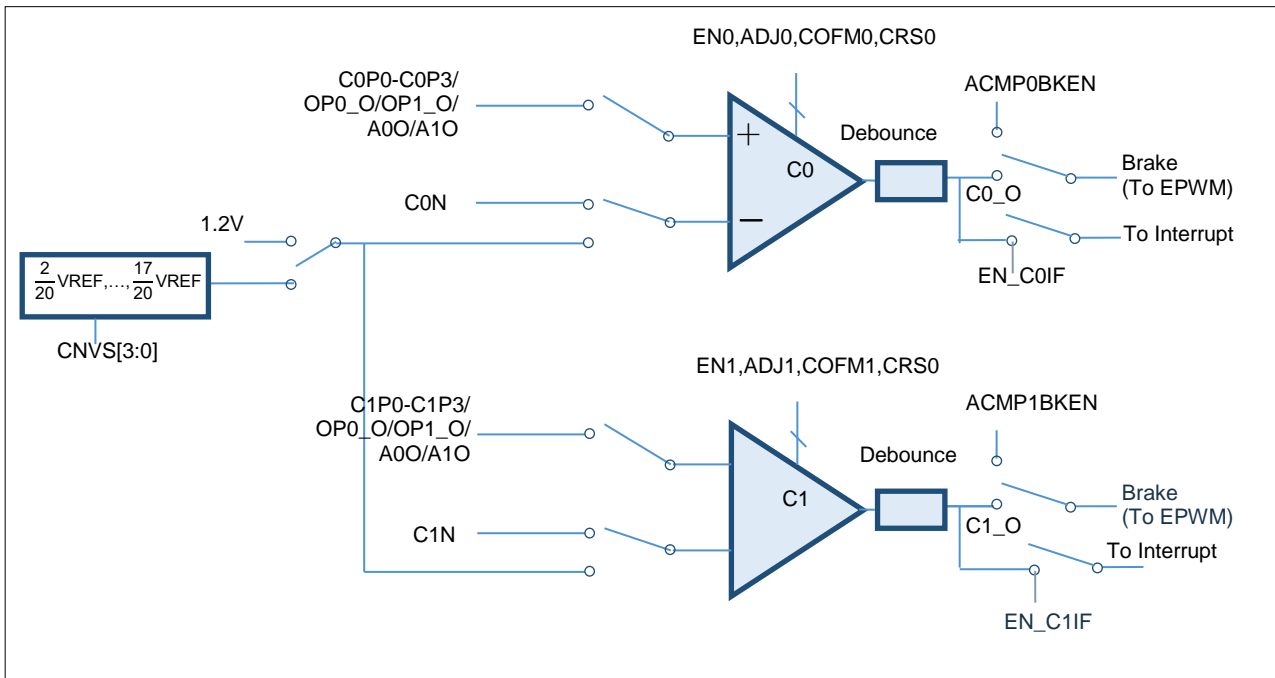 EN0,ADJ0,COFM0,CRS0
C0P0-C0P3/
OP0_O/OP1_O/
A0O/A1O
ACMP0BKEN
Debounce
+
C0
Brake
(To EPWM)
C0N
−
C0_O
1.2V
To Interrupt
2/20 VREF,...,17/20 VREF
EN_C0IF
CNVS[3:0]
EN1,ADJ1,COFM1,CRS0
C1P0-C1P3/
OP0_O/OP1_O/
A0O/A1O
ACMP1BKEN
Debounce
C1
Brake
(To EPWM)
C1N
C1_O
To Interrupt
EN_C1IF